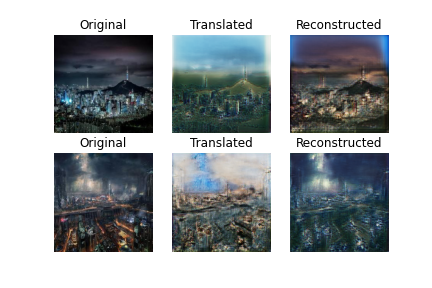 Original
Translated
Reconstructed
Original
Translated
Reconstructed